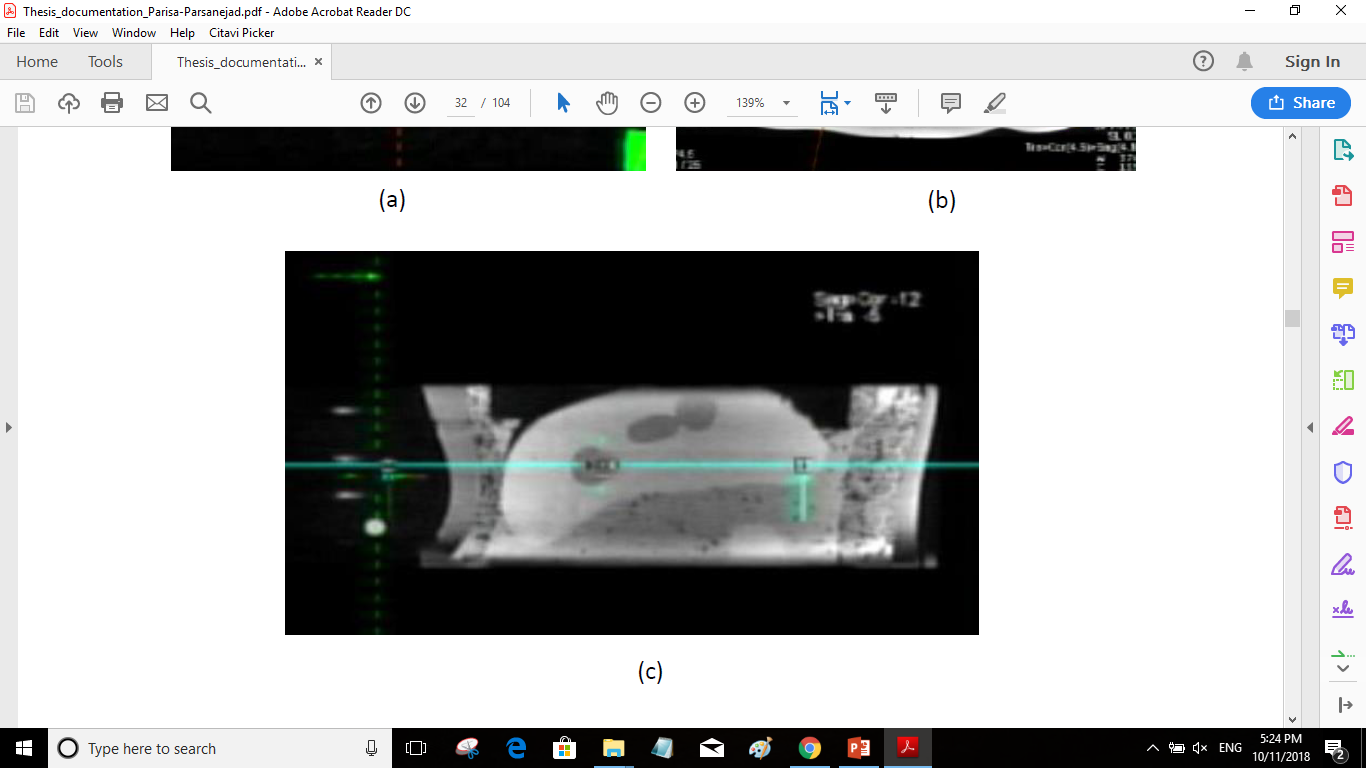 Thesis_documentation_Parisa-Parsanejad.pdf - Adobe Acrobat Reader DC
File Edit View Window Help Citavi Picker
Home Tools Thesis_documentati... × Sign In
32 / 104 139% Share
(a) (b)
(c)
Type here to search
ENG
5:24 PM
10/11/2018
2